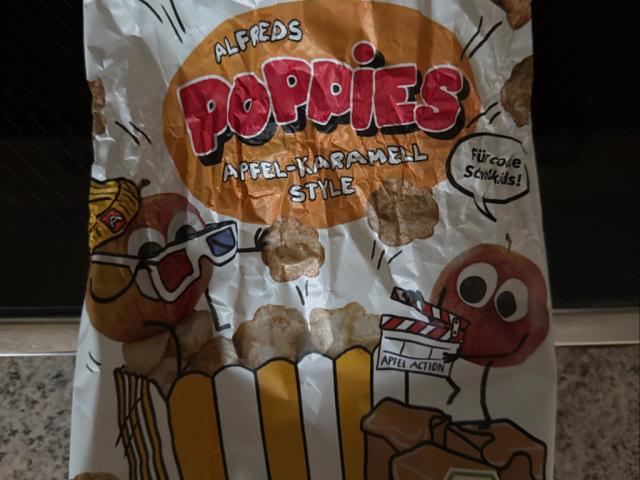 ALFREDS
POPPIES
APFEL-KARAMELL
STYLE
Für coole
Schulkids!
A
APFEL ACTION